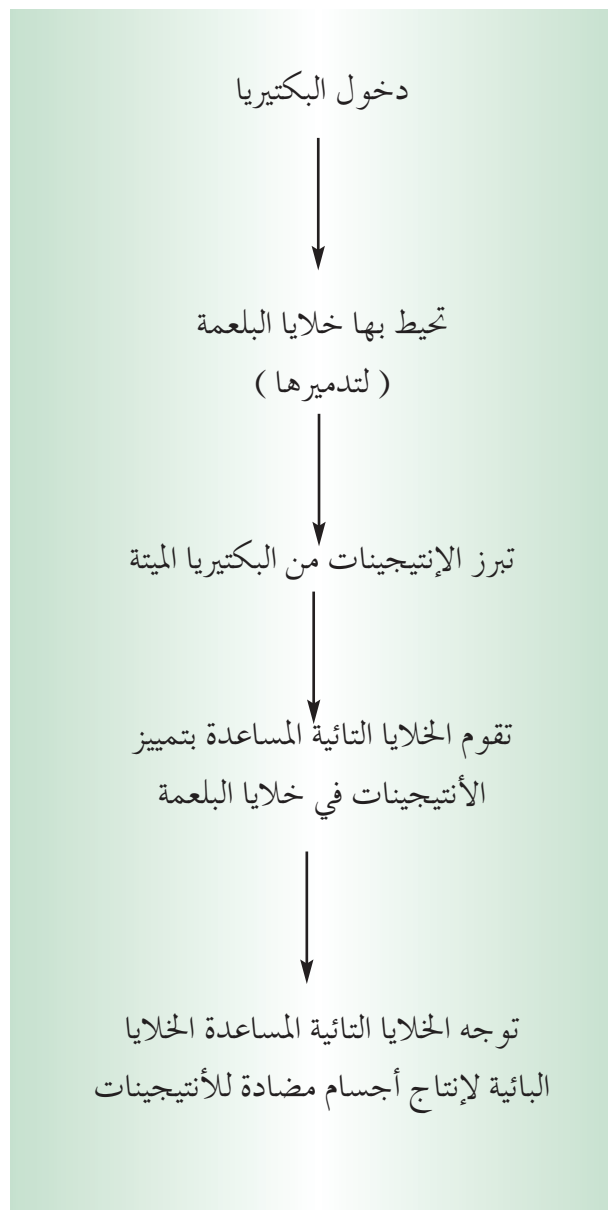 دخول البكتيريا
تحيط بها خلايا البلعمة
( لتدميرها )
تبرز الإنتيجينات من البكتيريا الميتة
تقوم الخلايا التائية المساعدة بتمييز
الأنتيجينات في خلايا البلعمة
توجه الخلايا التائية المساعدة الخلايا
البائية لإنتاج أجسام مضادة للأنتيجينات